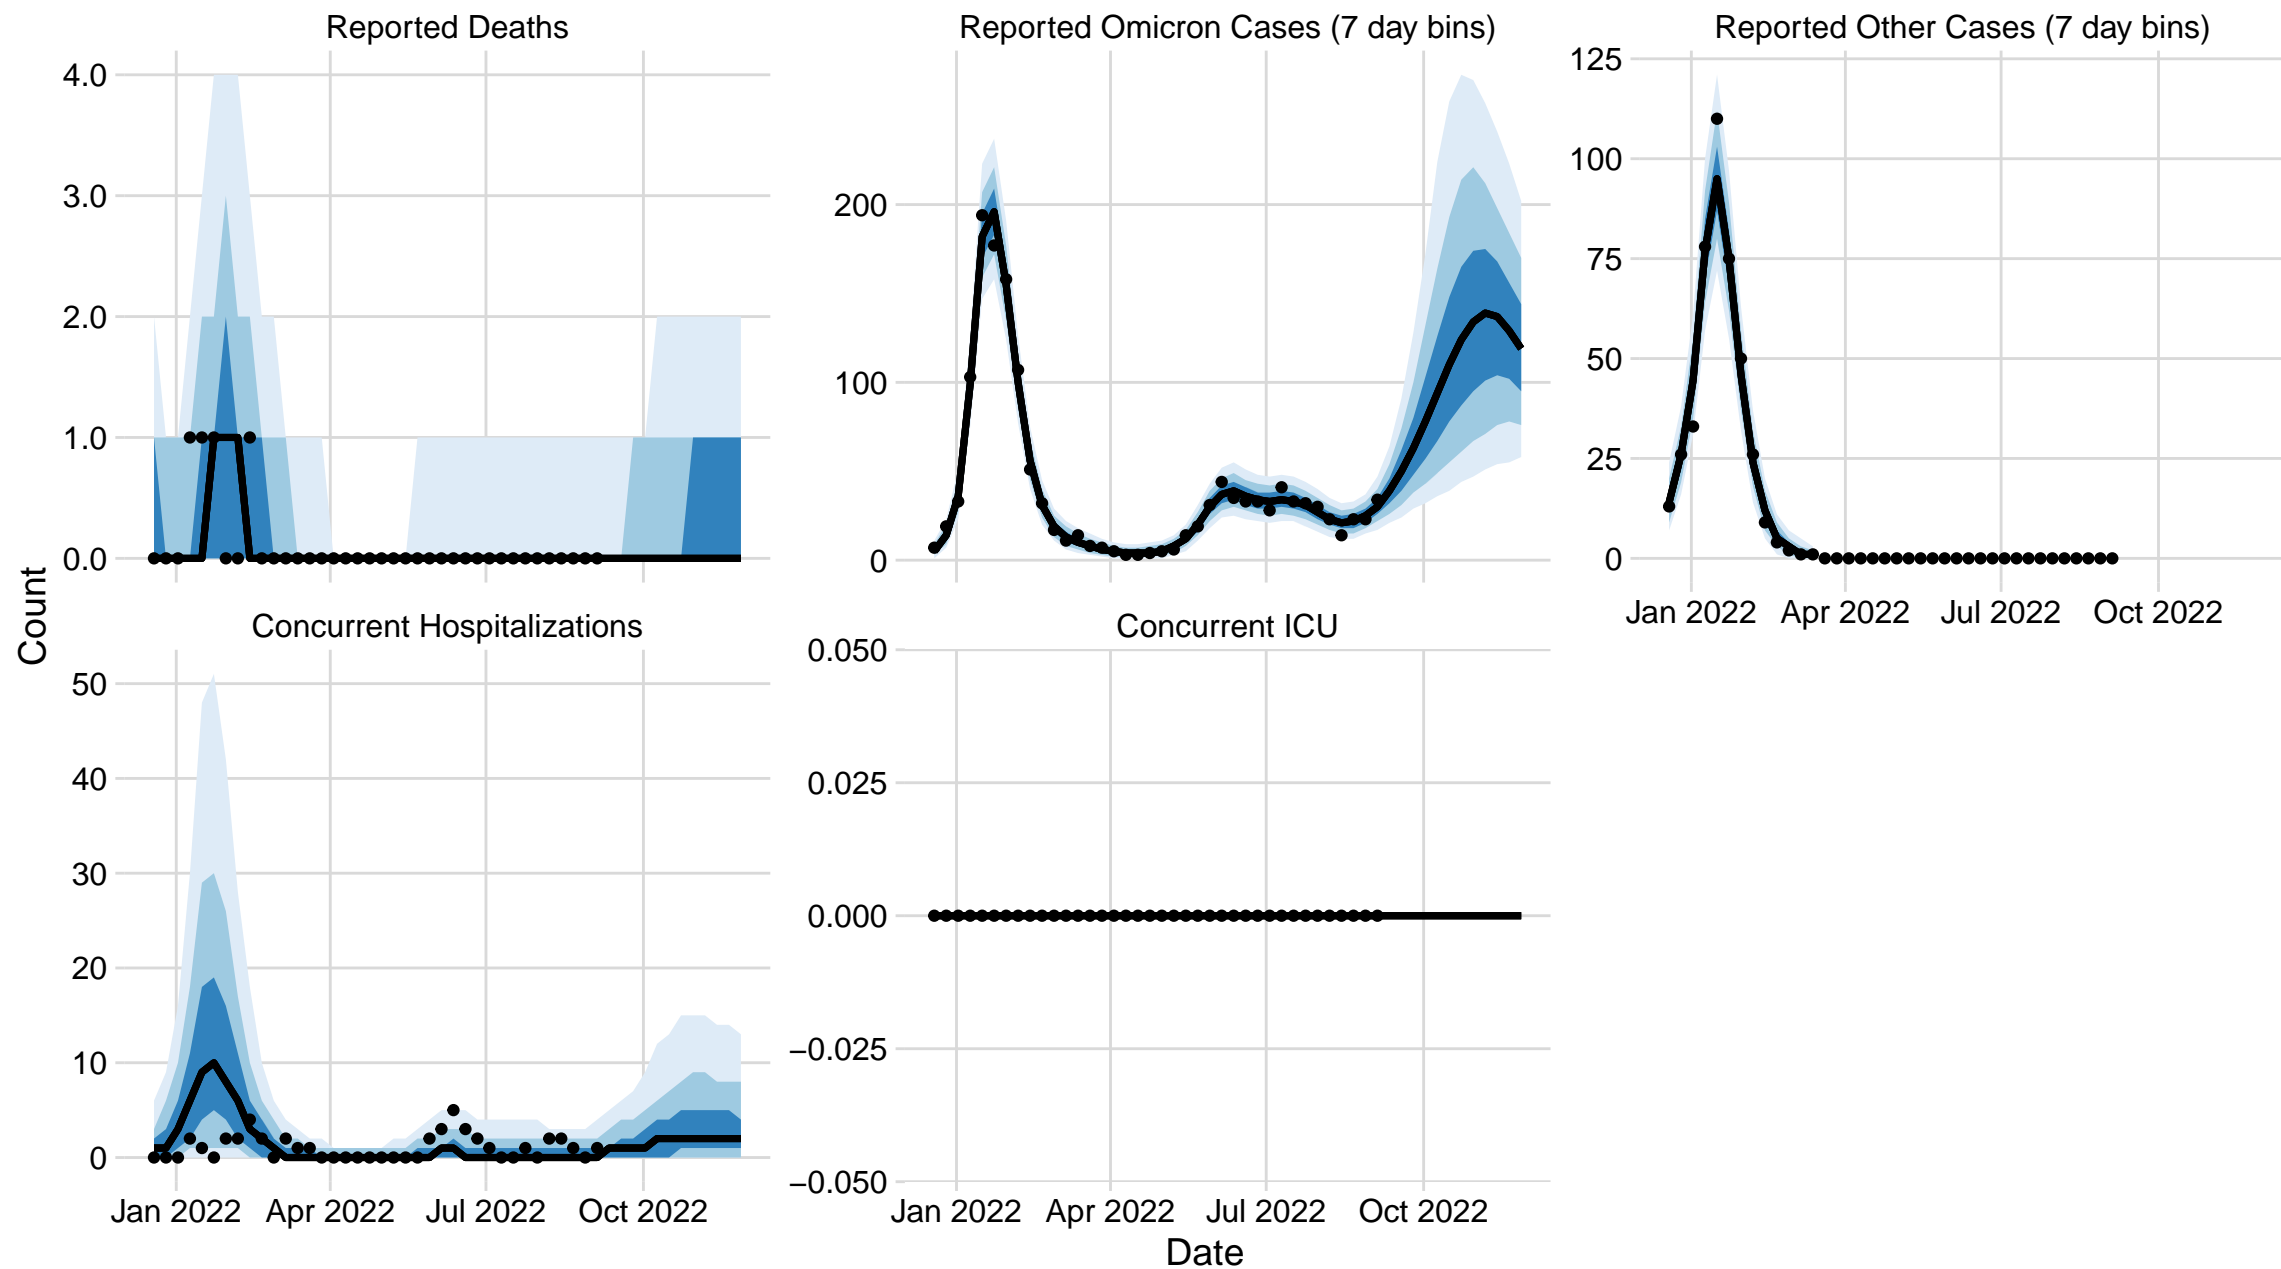 Reported Deaths
4.0
3.0
2.0
1.0
0.0
Reported Omicron Cases (7 day bins)
200
100
0
Reported Other Cases (7 day bins)
125
100
75
50
25
0
Jan 2022 Apr 2022 Jul 2022 Oct 2022
Count
Concurrent Hospitalizations
50
40
30
20
10
0
Jan 2022 Apr 2022 Jul 2022 Oct 2022
Concurrent ICU
0.050
0.025
0.000
−0.025
−0.050
Jan 2022 Apr 2022 Jul 2022 Oct 2022
Date